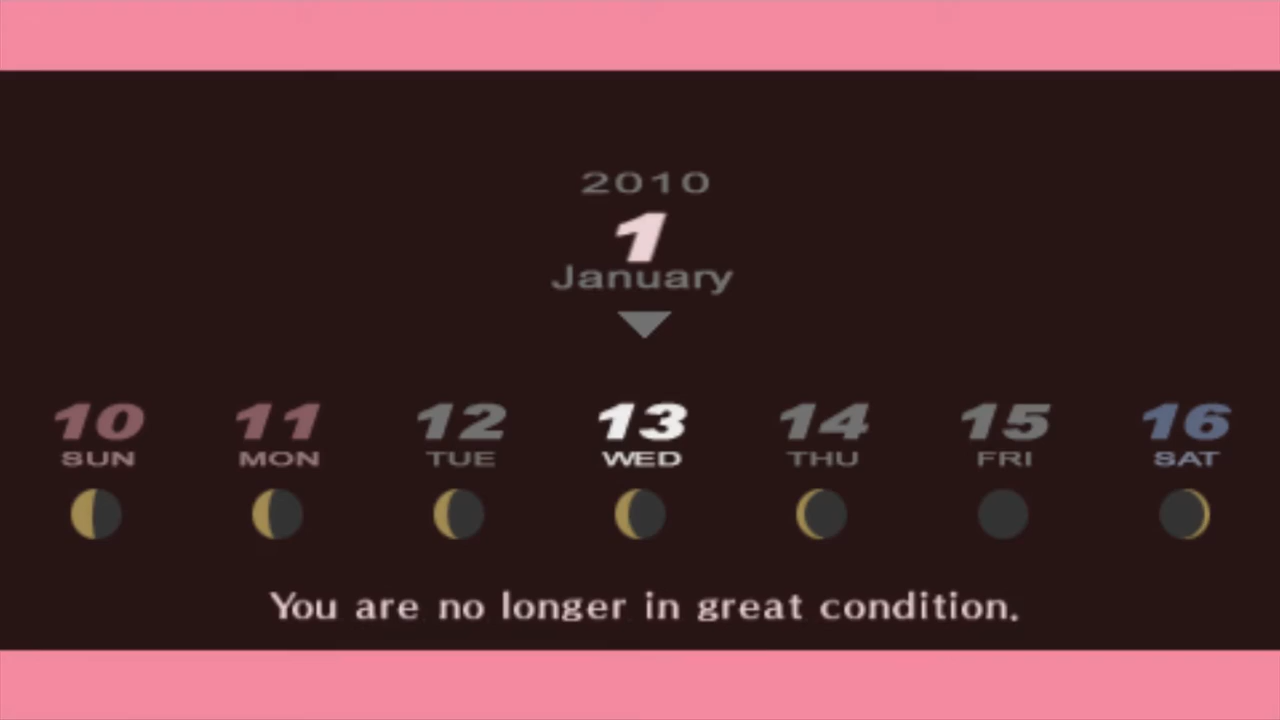 2010
1
January
10 11 12 13 14 15 16
SUN MON TUE WED THU FRI SAT
You are no longer in great condition.